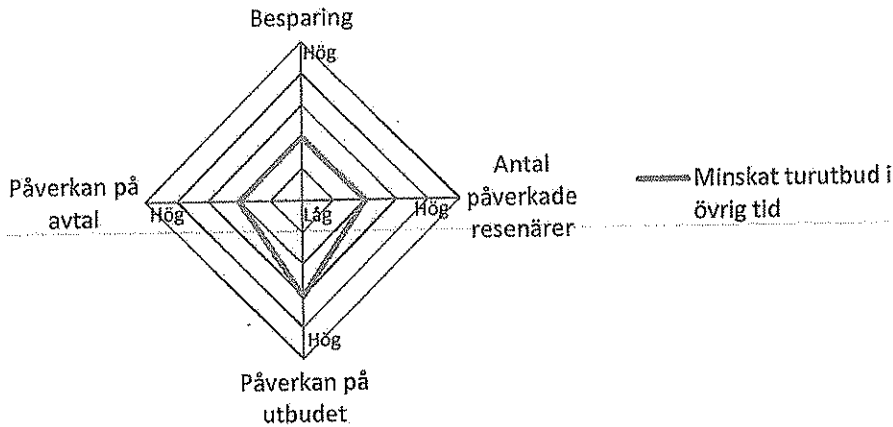 Besparing
Hög
Påverkan på
avtal
Hög
Låg
Hög
Antal
påverkade
resenärer
Minskat turutbud i
övrig tid
Hög
Påverkan på
utbudet